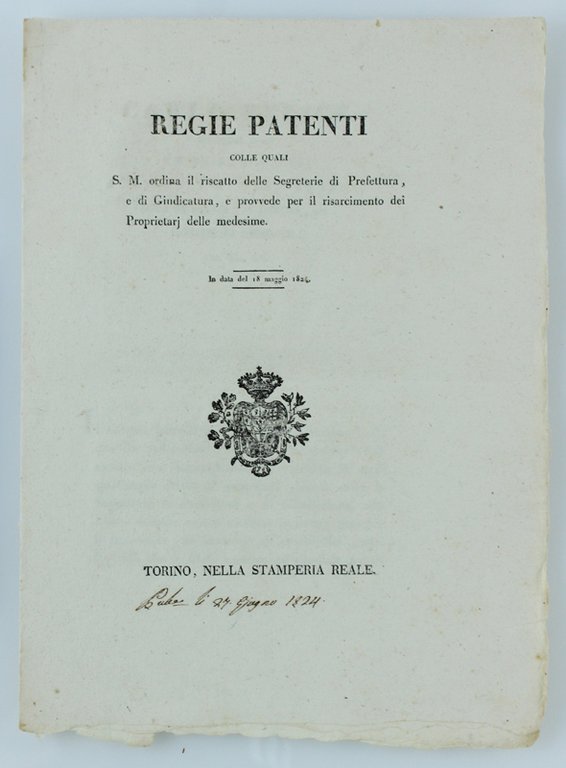 REGIE PATENTI
COLLE QUALI
S. M. ordina il riscatto delle Segreterie di Prefettura,
e di Giudicatura, e provvede per il risarcimento dei
Proprietarj delle medesime.
In data del 18 maggio 1824.
TORINO, NELLA STAMPERIA REALE.
li 27 Giugno 1824